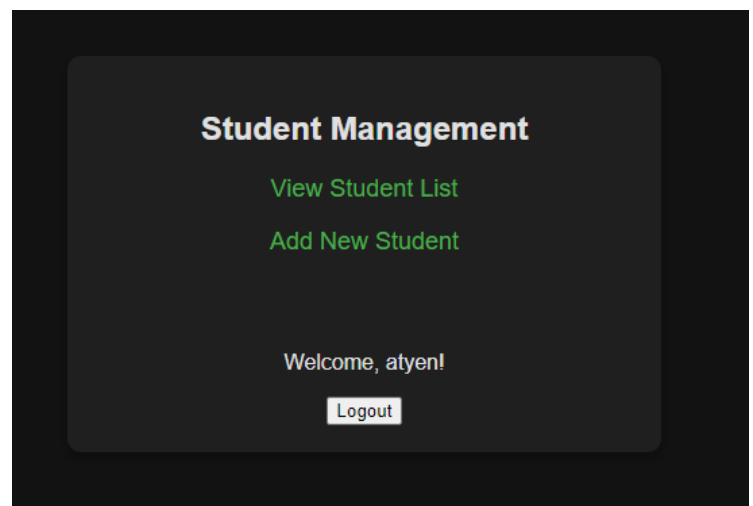 Student Management
View Student List
Add New Student
Welcome, atyen!
Logout